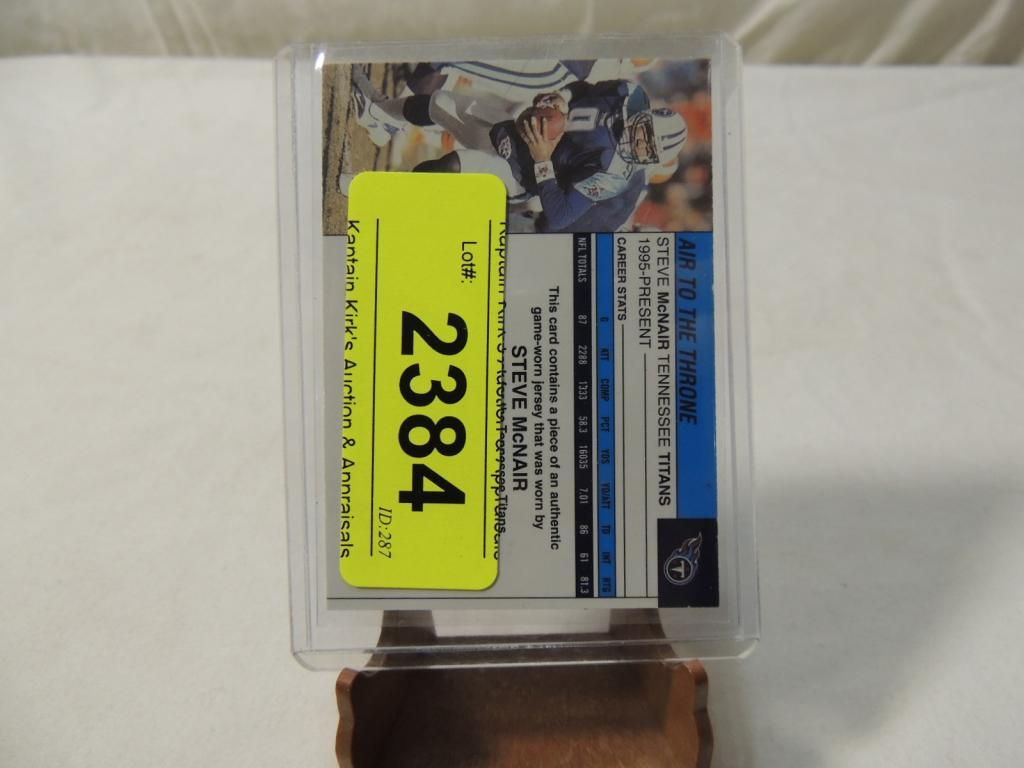 AIR TO THE THRONE
STEVE McNAIR TENNESSEE TITANS
1995-PRESENT
CAREER STATS
G ATT COMP PCT YDS YD/ATT TD INT RTG
NFL TOTALS 87 2288 1333 58.3 16035 7.01 86 61 81.3
This card contains a piece of an authentic
game-worn jersey that was worn by
STEVE McNAIR
Tennessee Titans
Lot#:
2384
ID:287
Kaptain Kirk's Auction & Appraisals
T
0